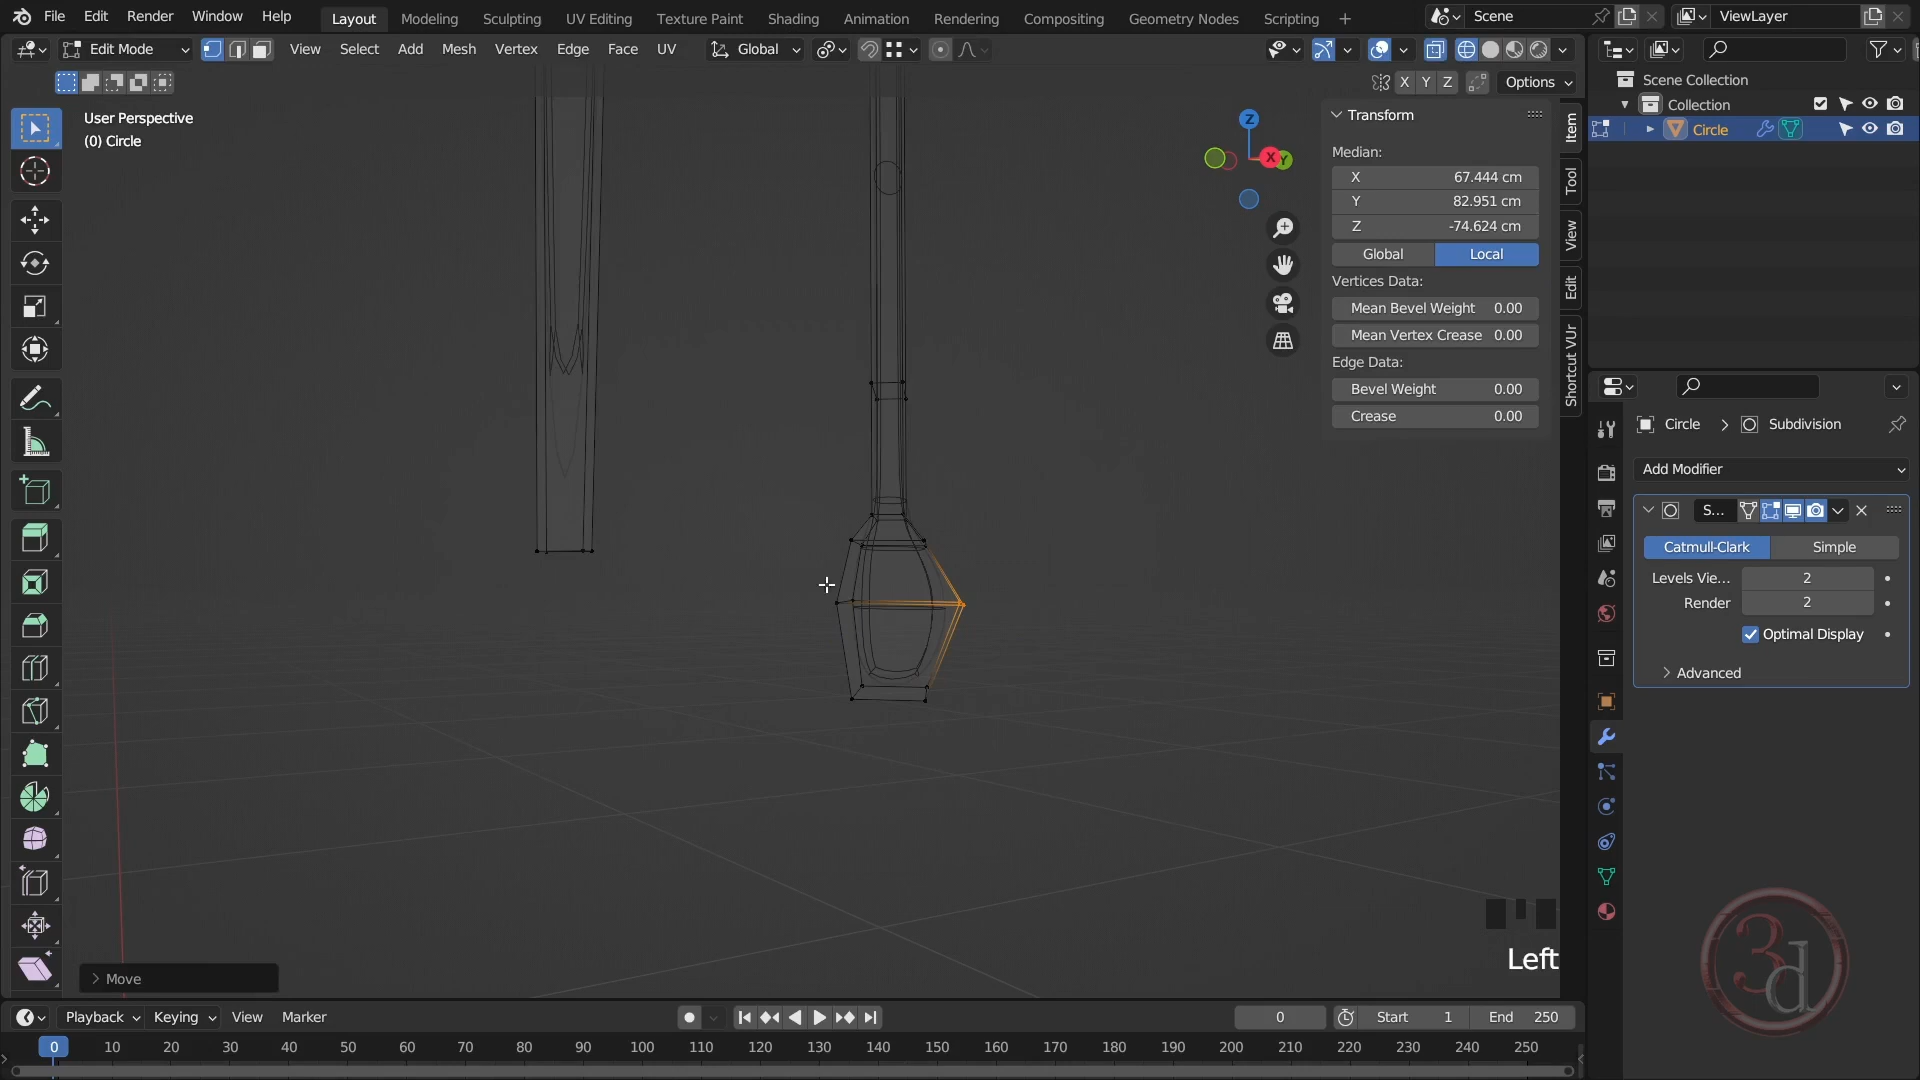 File Edit Render Window Help Layout Modeling Sculpting UV Editing Texture Paint Shading Animation Rendering Compositing Geometry Nodes Scripting + Scene ViewLayer
Edit Mode View Select Add Mesh Vertex Edge Face UV Global
X Y Z Options
User Perspective
(0) Circle
Z
X
Y
Transform
Median:
X 67.444 cm
Y 82.951 cm
Z -74.624 cm
Global Local
Vertices Data:
Mean Bevel Weight 0.00
Mean Vertex Crease 0.00
Edge Data:
Bevel Weight 0.00
Crease 0.00
Item
Tool
View
Edit
Shortcut VUr
Scene Collection
Collection
Circle
Circle > Subdivision
Add Modifier
S...
Catmull-Clark Simple
Levels Vie... 2
Render 2
Optimal Display
> Advanced
3d
Left
> Move
Playback Keying View Marker 0 Start 1 End 250
0 10 20 30 40 50 60 70 80 90 100 110 120 130 140 150 160 170 180 190 200 210 220 230 240 250